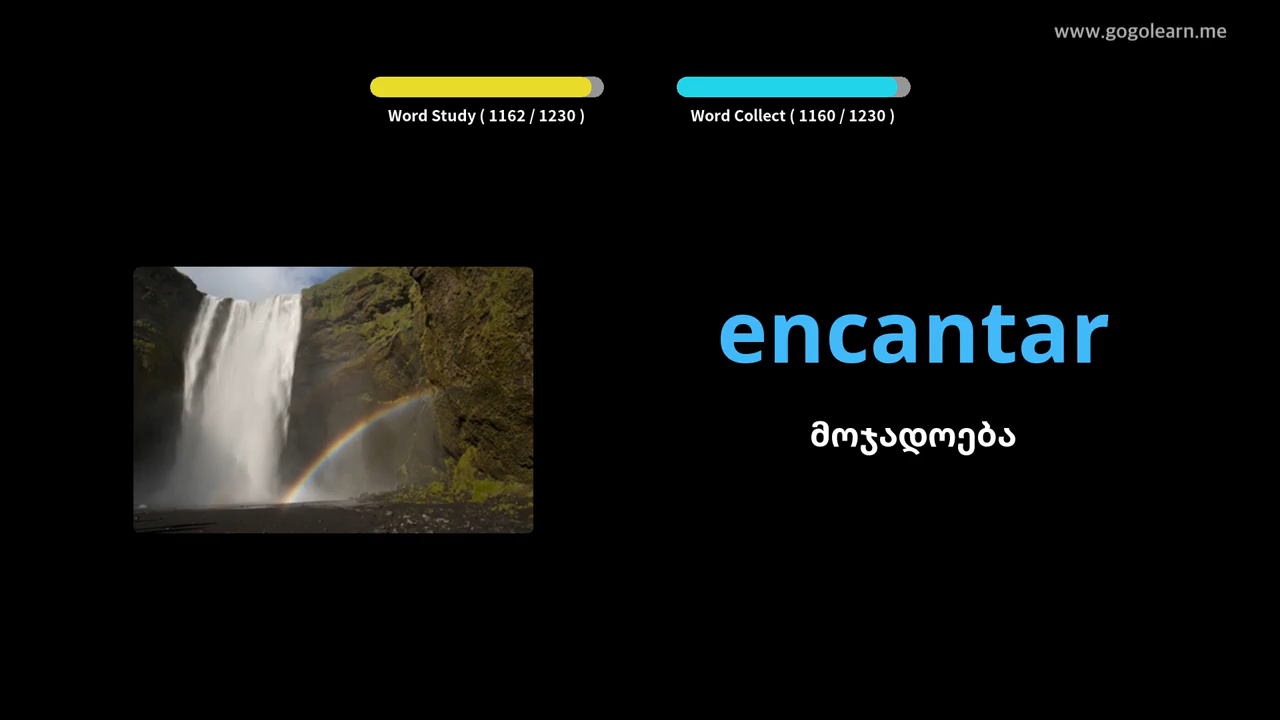 www.gogolearn.me
Word Study ( 1162 / 1230 )
Word Collect ( 1160 / 1230 )
encantar
მოჯადოება